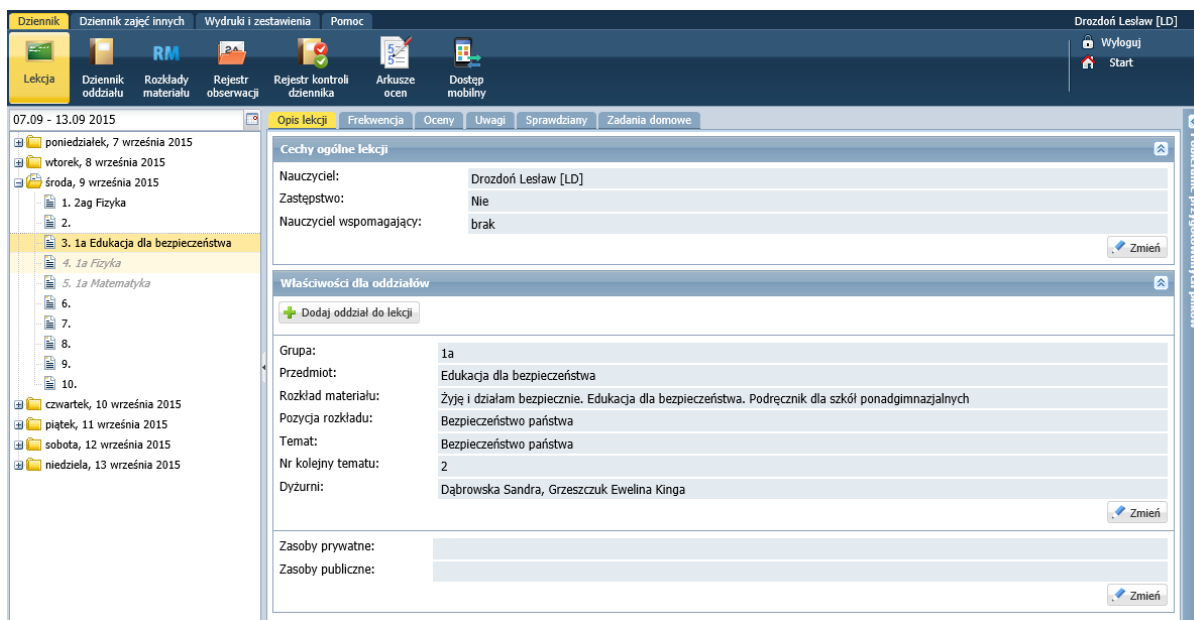 Dziennik Dziennik zajęć innych Wydruki i zestawienia Pomoc Drozdoń Lesław [LD]
Wyloguj
Start
RM
Lekcja Dziennik oddziału Rozkłady materiału Rejestr obserwacji Rejestr kontroli dziennika Arkusze ocen Dostęp mobilny
07.09 - 13.09 2015
poniedziałek, 7 września 2015
wtorek, 8 września 2015
środa, 9 września 2015
1. 2ag Fizyka
2.
3. 1a Edukacja dla bezpieczeństwa
4. 1a Fizyka
5. 1a Matematyka
6.
7.
8.
9.
10.
czwartek, 10 września 2015
piątek, 11 września 2015
sobota, 12 września 2015
niedziela, 13 września 2015
Opis lekcji Frekwencja Oceny Uwagi Sprawdziany Zadania domowe
Cechy ogólne lekcji
Nauczyciel: Drozdoń Lesław [LD]
Zastępstwo: Nie
Nauczyciel wspomagający: brak
Zmień
Właściwości dla oddziałów
Dodaj oddział do lekcji
Grupa: 1a
Przedmiot: Edukacja dla bezpieczeństwa
Rozkład materiału: Żyję i działam bezpiecznie. Edukacja dla bezpieczeństwa. Podręcznik dla szkół ponadgimnazjalnych
Pozycja rozkładu: Bezpieczeństwo państwa
Temat: Bezpieczeństwo państwa
Nr kolejny tematu: 2
Dyżurni: Dąbrowska Sandra, Grzeszczuk Ewelina Kinga
Zmień
Zasoby prywatne:
Zasoby publiczne:
Zmień